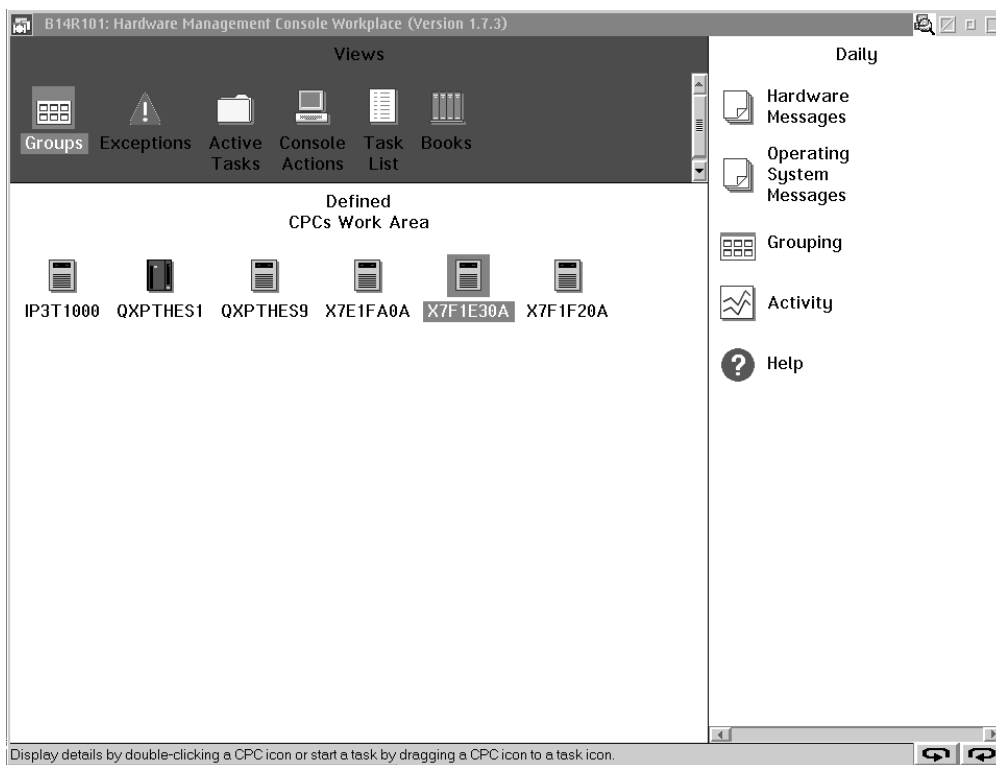 B14R101: Hardware Management Console Workplace (Version 1.7.3)
Views
Groups
Exceptions
Active
Tasks
Console
Actions
Task
List
Books
Defined
CPCs Work Area
IP3T1000
QXPTHES1
QXPTHES9
X7E1FA0A
X7F1E30A
X7F1F20A
Daily
Hardware
Messages
Operating
System
Messages
Grouping
Activity
Help
Display details by double-clicking a CPC icon or start a task by dragging a CPC icon to a task icon.